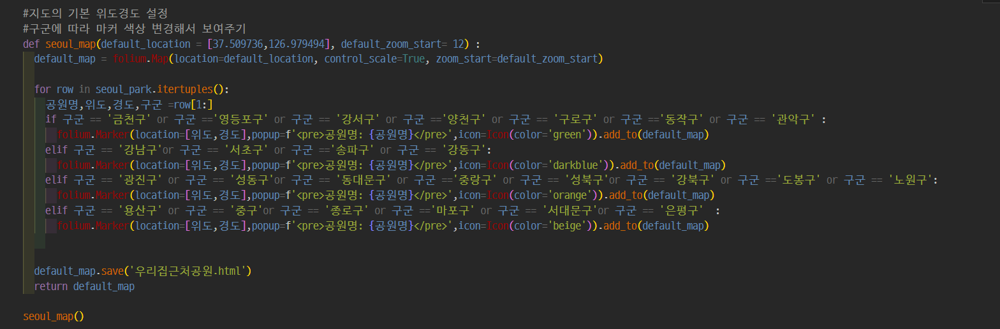 #지도의 기본 위도경도 설정
#구군에 따라 마커 색상 변경해서 보여주기
def seoul_map(default_location = [37.509736,126.979494], default_zoom_start= 12) :
default_map = folium.Map(location=default_location, control_scale=True, zoom_start=default_zoom_start)
for row in seoul_park.itertuples():
공원명,위도,경도,구군 =row[1:]
if 구군 == '금천구' or 구군 =='영등포구' or 구군 == '강서구' or 구군 =='양천구' or 구군 == '구로구' or 구군 =='동작구' or 구군 == '관악구' :
folium.Marker(location=[위도,경도],popup=f'<pre>공원명: {공원명}</pre>',icon=Icon(color='green')).add_to(default_map)
elif 구군 == '강남구'or 구군 == '서초구' or 구군 =='송파구' or 구군 == '강동구':
folium.Marker(location=[위도,경도],popup=f'<pre>공원명: {공원명}</pre>',icon=Icon(color='darkblue')).add_to(default_map)
elif 구군 == '광진구' or 구군 == '성동구'or 구군 == '동대문구' or 구군 =='중랑구' or 구군 == '성북구'or 구군 == '강북구' or 구군 =='도봉구' or 구군 == '노원구':
folium.Marker(location=[위도,경도],popup=f'<pre>공원명: {공원명}</pre>',icon=Icon(color='orange')).add_to(default_map)
elif 구군 == '용산구' or 구군 == '중구'or 구군 == '종로구' or 구군 =='마포구' or 구군 == '서대문구'or 구군 == '은평구'  :
folium.Marker(location=[위도,경도],popup=f'<pre>공원명: {공원명}</pre>',icon=Icon(color='beige')).add_to(default_map)
default_map.save('우리집근처공원.html')
return default_map
seoul_map()